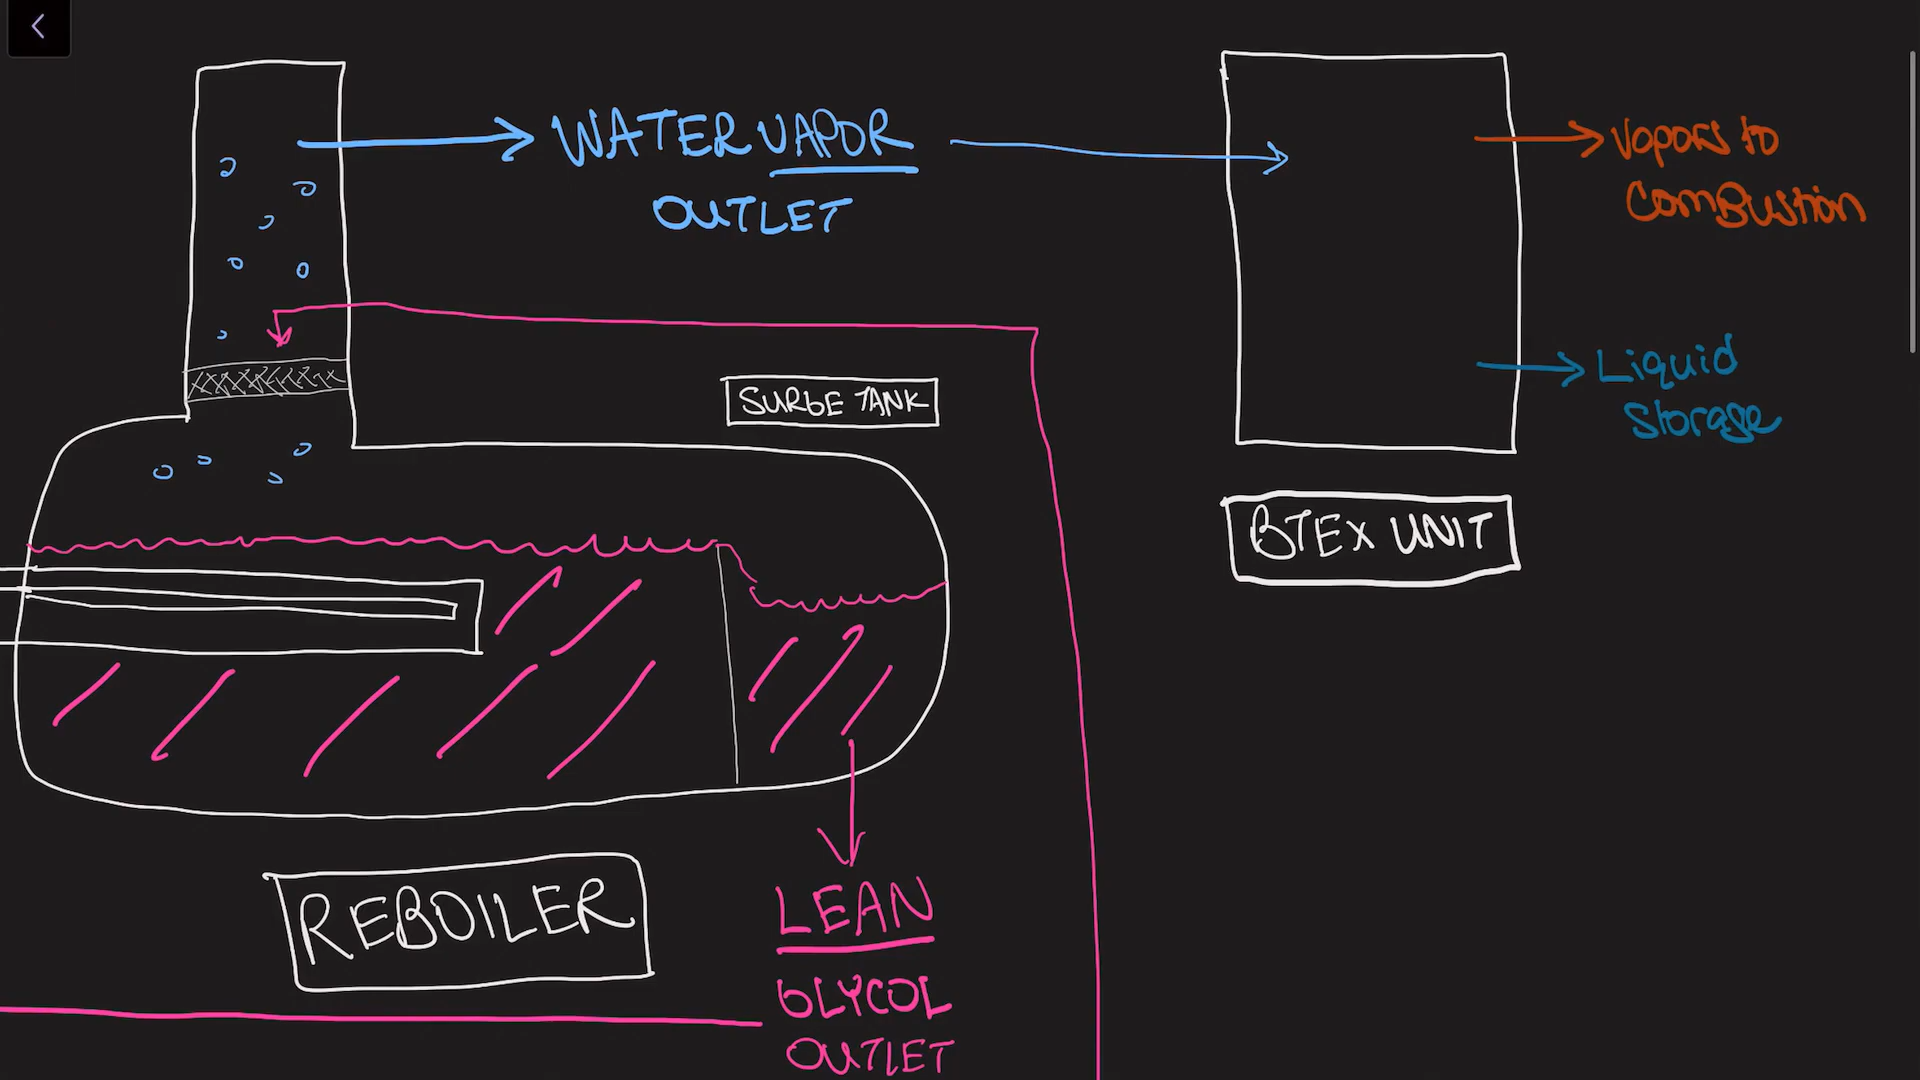 WATER VAPOR
OUTLET
Vapors to
Combustion
SURGE TANK
Liquid
Storage
BTEX UNIT
REBOILER
LEAN
GLYCOL
OUTLET